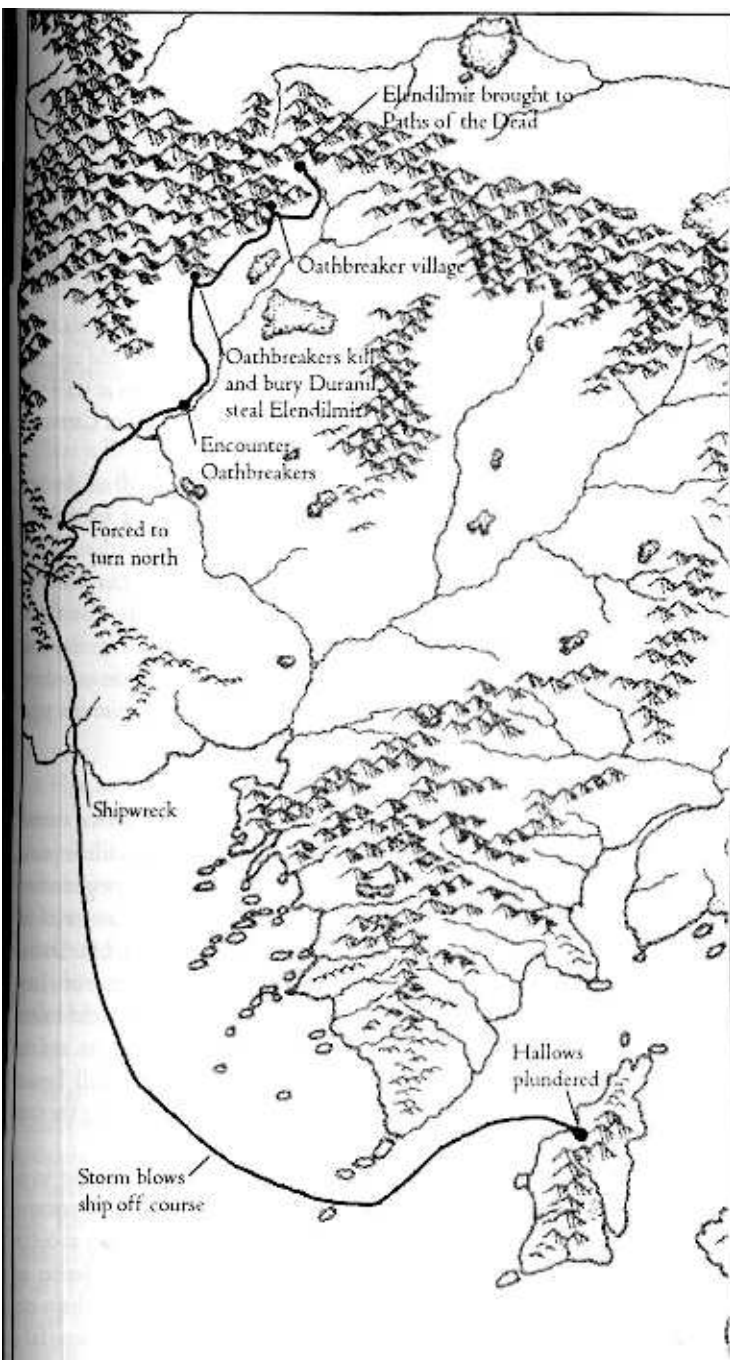 Elendilmir brought to
Paths of the Dead
Oathbreaker village
Oathbreakers kill
and bury Duranil,
steal Elendilmir
Encounter
Oathbreakers
Forced to
turn north
Shipwreck
Hallows
plundered
Storm blows
ship off course